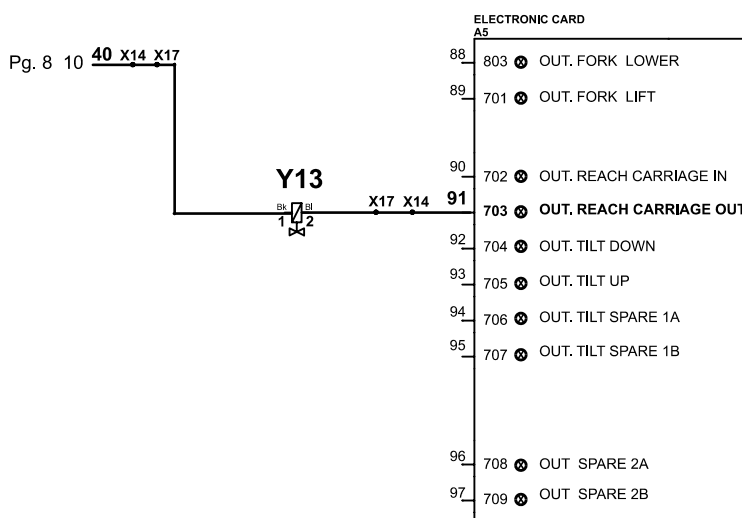 ELECTRONIC CARD
A5
88 803 OUT. FORK LOWER
Pg. 8 10 40 X14 X17
89 701 OUT. FORK LIFT
90 702 OUT. REACH CARRIAGE IN
Y13
X17 X14 91 703 OUT. REACH CARRIAGE OUT
Bk Bl
1 2
92 704 OUT. TILT DOWN
93 705 OUT. TILT UP
94 706 OUT. TILT SPARE 1A
95 707 OUT. TILT SPARE 1B
96 708 OUT SPARE 2A
97 709 OUT SPARE 2B